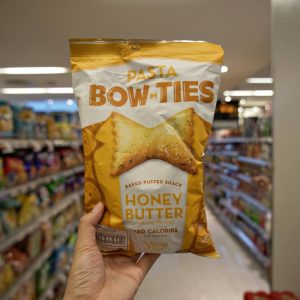 PASTA
BOW TIES
BAKED PUFFED SNACK
HONEY
BUTTER
120 CALORIES